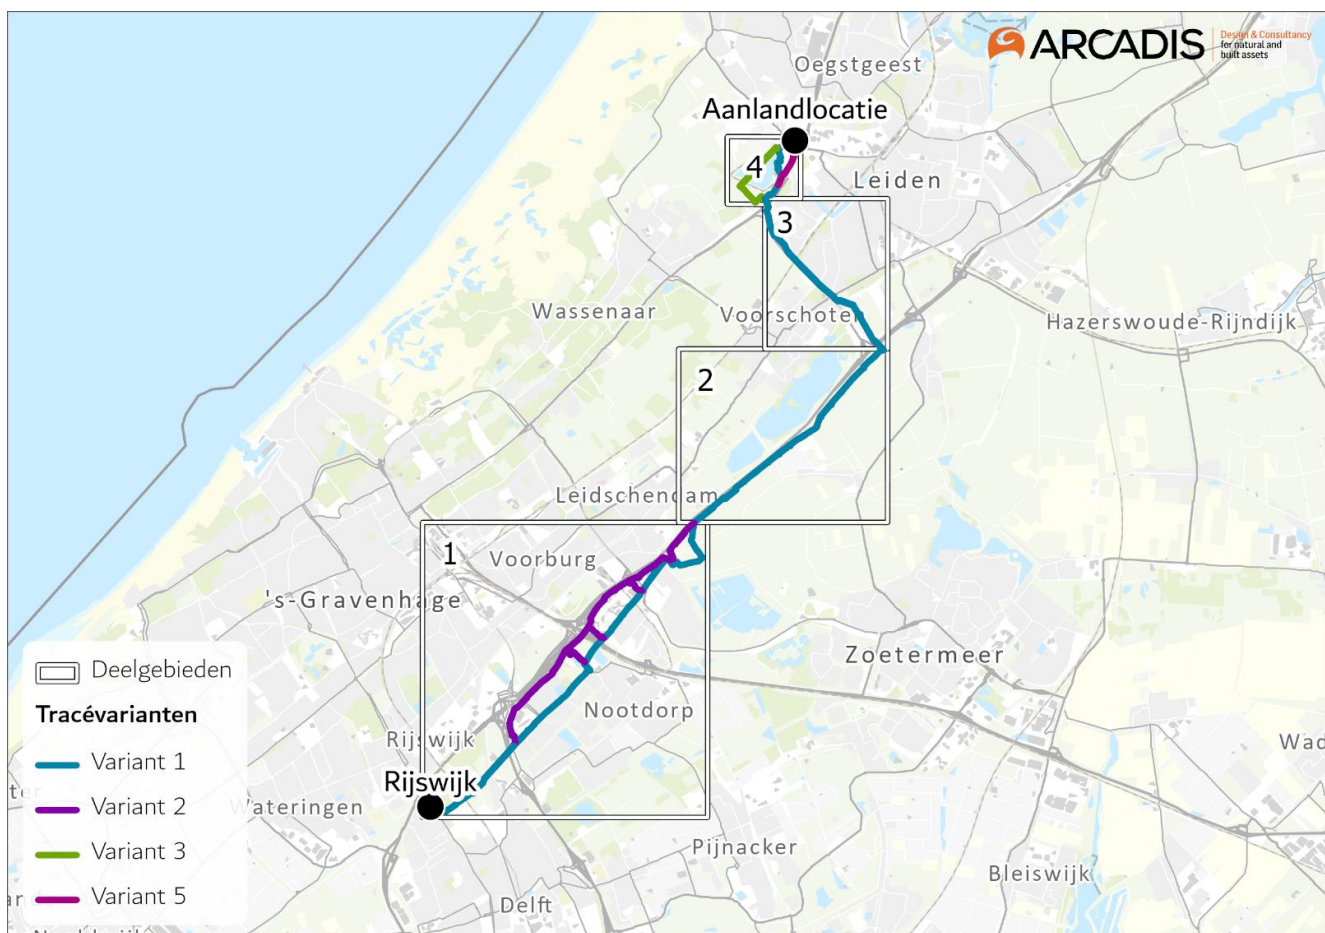 ARCADIS
Design & Consultancy
for natural and
built assets
Oegstgeest
Aanlandlocatie
4
Leiden
3
Wassenaar
Voorschoten
Hazerswoude-Rijndijk
2
Leidschendam
1
Voorburg
's-Gravenhage
Zoetermeer
Nootdorp
Rijswijk
Rijswijk
Wateringen
Pijnacker
Bleiswijk
Delft
Deelgebieden
Tracévarianten
Variant 1
Variant 2
Variant 3
Variant 5